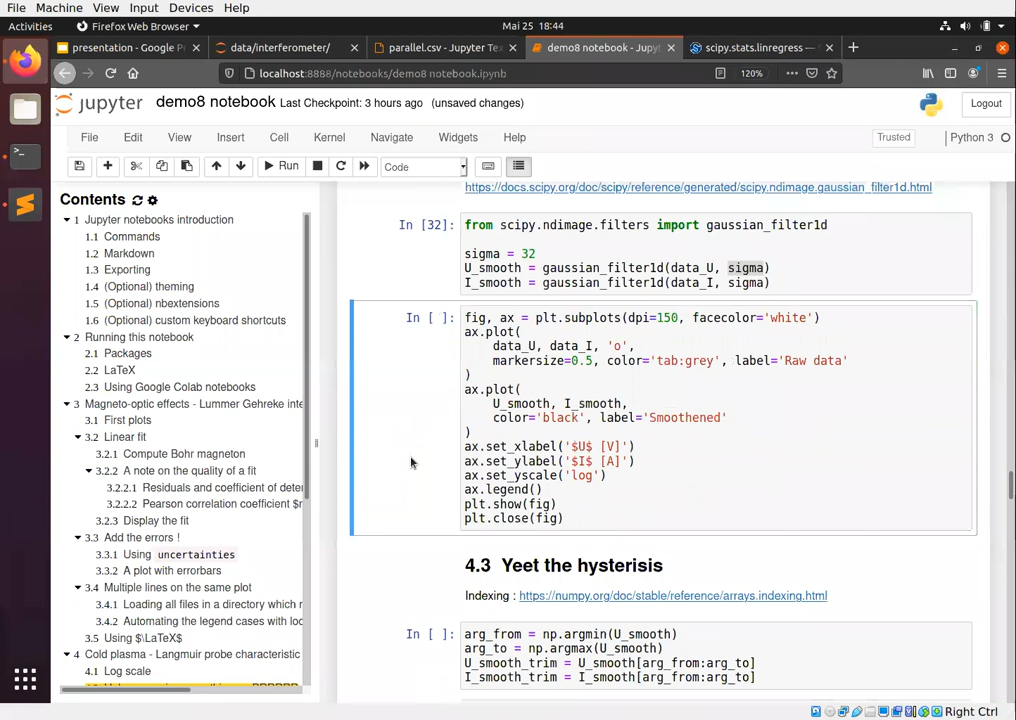 File Machine View Input Devices Help
Activities Firefox Web Browser Mai 25 18:44
presentation - Google P data/interferometer/ parallel.csv - Jupyter Te demo8 notebook - Jupy scipy.stats.linregress —
localhost:8888/notebooks/demo8 notebook.ipynb 120%
jupyter demo8 notebook Last Checkpoint: 3 hours ago (unsaved changes) Logout
File Edit View Insert Cell Kernel Navigate Widgets Help Trusted Python 3
Run Code
Contents
1 Jupyter notebooks introduction
1.1 Commands
1.2 Markdown
1.3 Exporting
1.4 (Optional) theming
1.5 (Optional) nbextensions
1.6 (Optional) custom keyboard shortcuts
2 Running this notebook
2.1 Packages
2.2 LaTeX
2.3 Using Google Colab notebooks
3 Magneto-optic effects - Lummer Gehreke inte
3.1 First plots
3.2 Linear fit
3.2.1 Compute Bohr magneton
3.2.2 A note on the quality of a fit
3.2.2.1 Residuals and coefficient of deter
3.2.2.2 Pearson correlation coefficient $r
3.2.3 Display the fit
3.3 Add the errors !
3.3.1 Using uncertainties
3.3.2 A plot with errorbars
3.4 Multiple lines on the same plot
3.4.1 Loading all files in a directory which r
3.4.2 Automating the legend cases with loc
3.5 Using $\LaTeX$
4 Cold plasma - Langmuir probe characteristic
4.1 Log scale
https://docs.scipy.org/doc/scipy/reference/generated/scipy.ndimage.gaussian_filter1d.html
In [32]: from scipy.ndimage.filters import gaussian_filter1d
sigma = 32
U_smooth = gaussian_filter1d(data_U, sigma)
I_smooth = gaussian_filter1d(data_I, sigma)
In [ ]: fig, ax = plt.subplots(dpi=150, facecolor='white')
ax.plot(
data_U, data_I, 'o',
markersize=0.5, color='tab:grey', label='Raw data'
)
ax.plot(
U_smooth, I_smooth,
color='black', label='Smoothened'
)
ax.set_xlabel('$U$ [V]')
ax.set_ylabel('$I$ [A]')
ax.set_yscale('log')
ax.legend()
plt.show(fig)
plt.close(fig)
4.3 Yeet the hysterisis
Indexing : https://numpy.org/doc/stable/reference/arrays.indexing.html
In [ ]: arg_from = np.argmin(U_smooth)
arg_to = np.argmax(U_smooth)
U_smooth_trim = U_smooth[arg_from:arg_to]
I_smooth_trim = I_smooth[arg_from:arg_to]
Right Ctrl